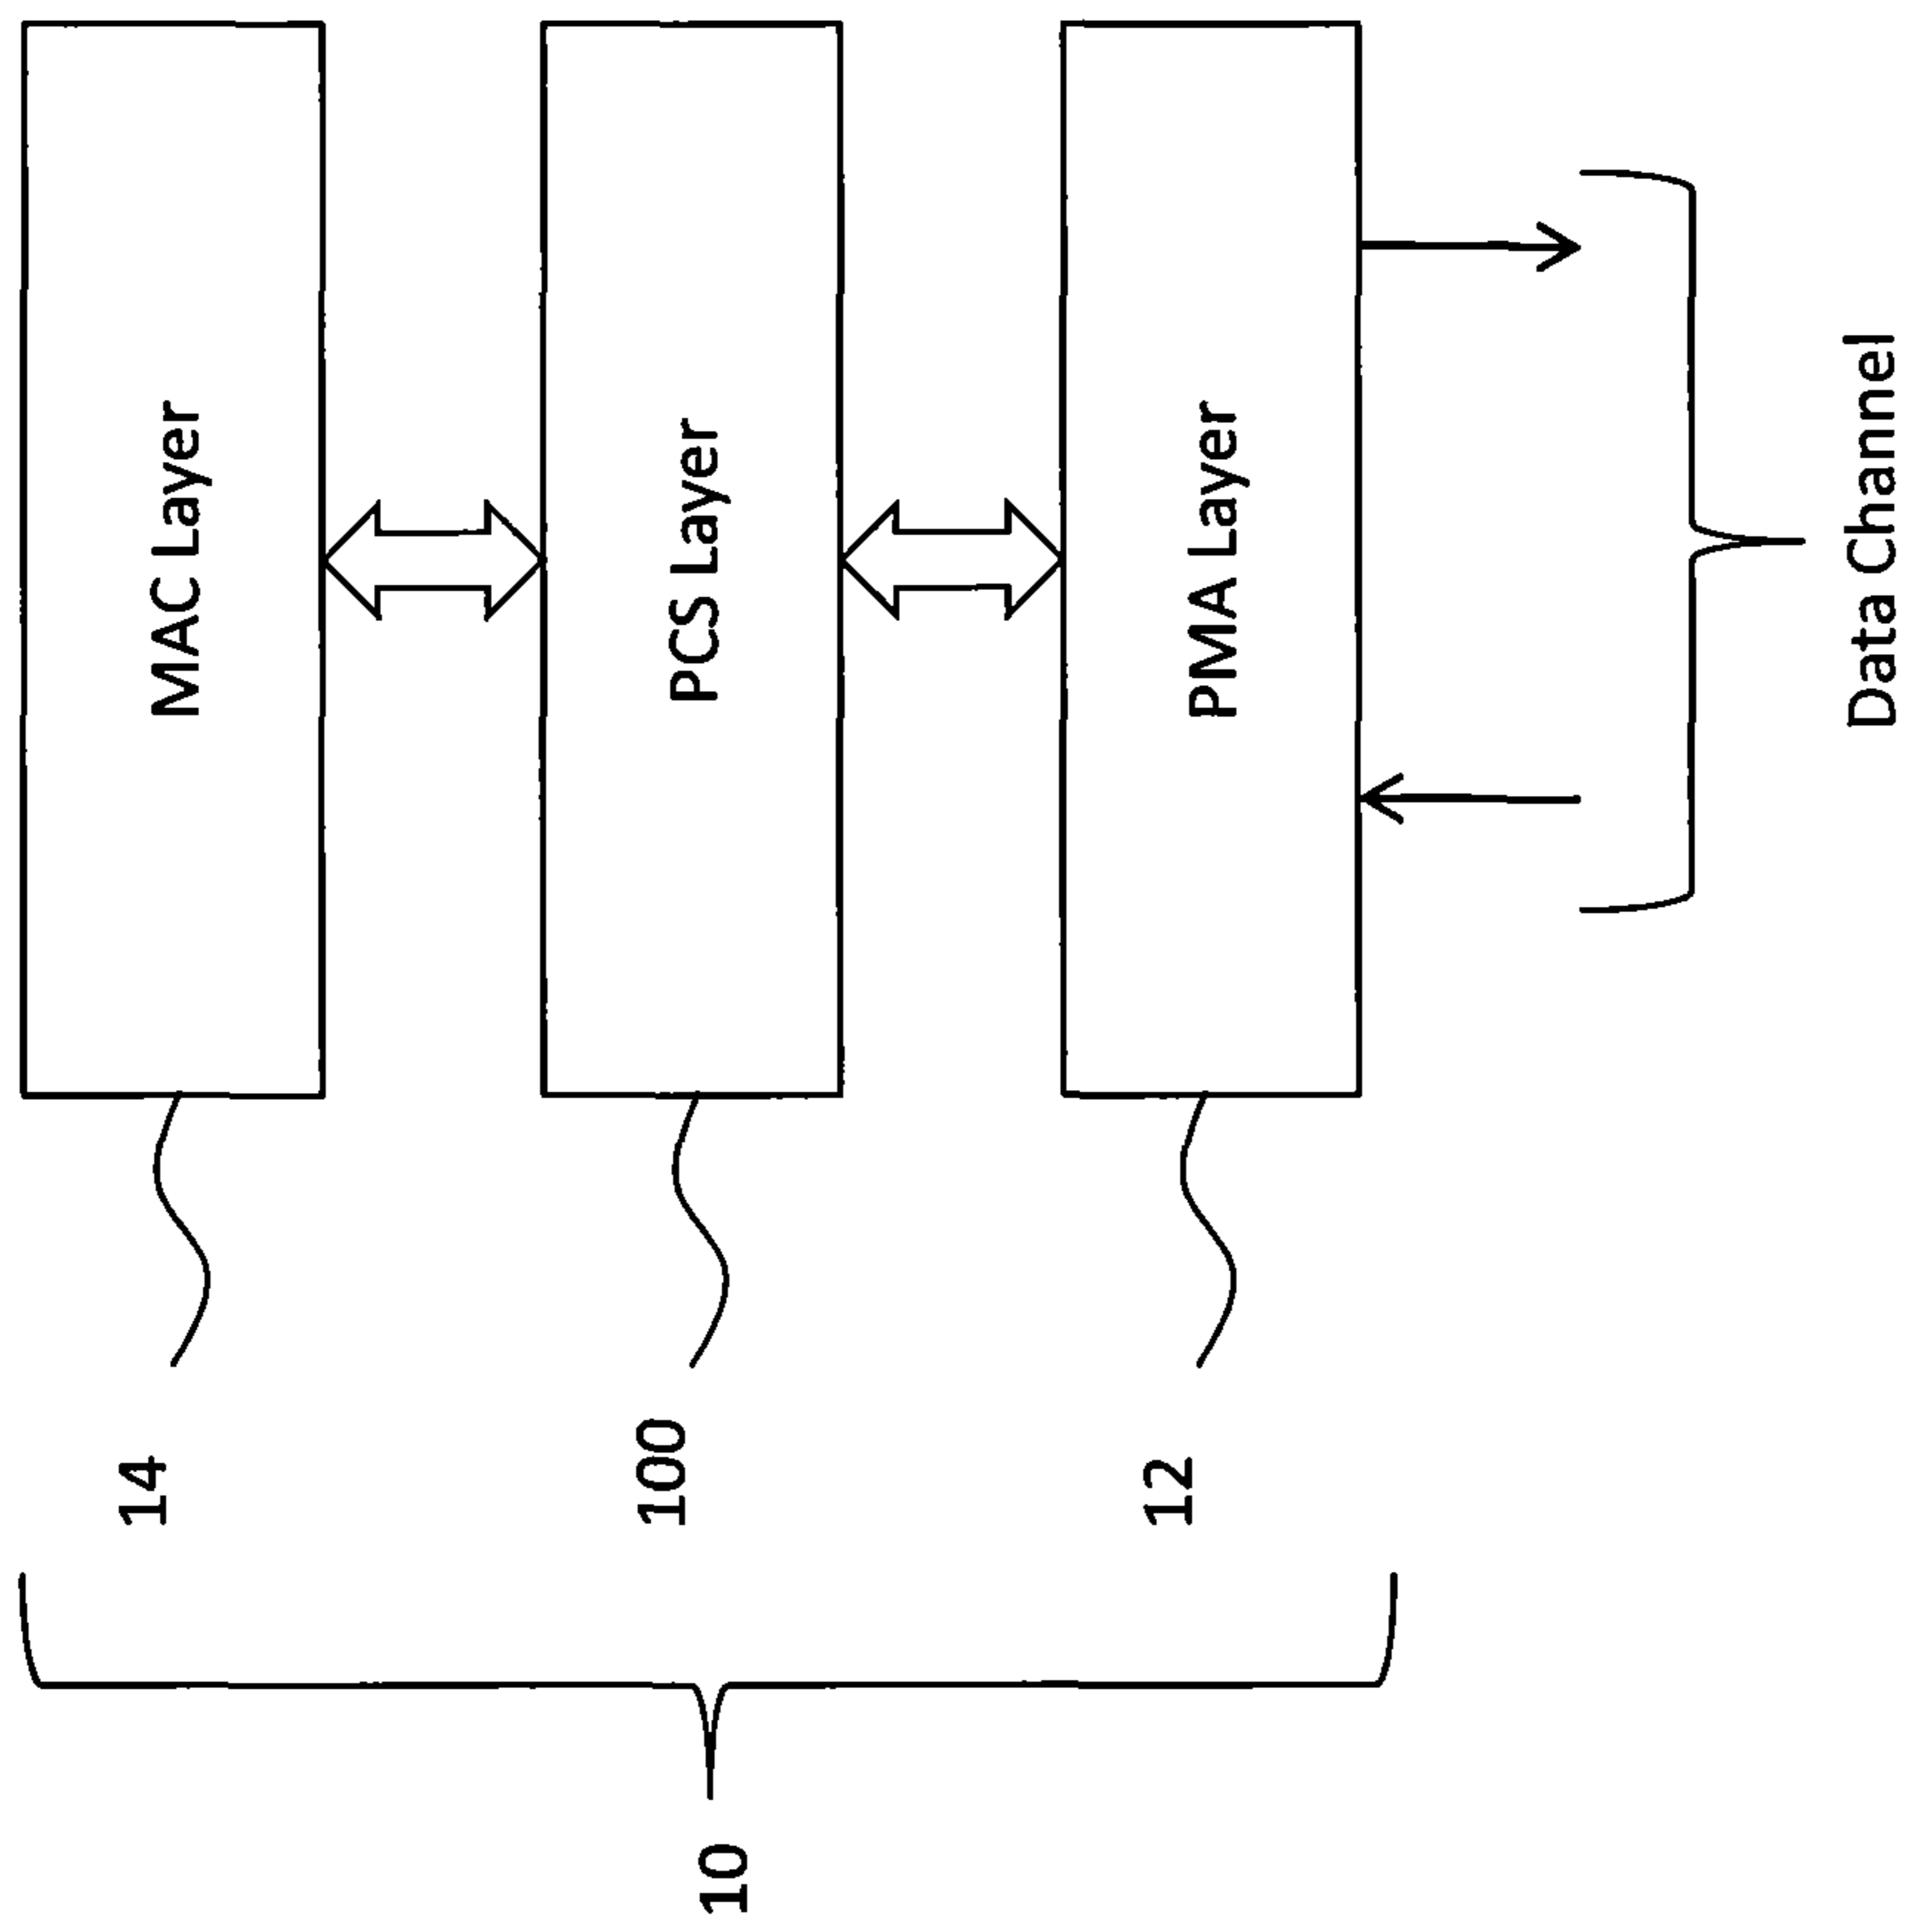 14
MAC Layer
100
PCS Layer
10
12
PMA Layer
Data Channel